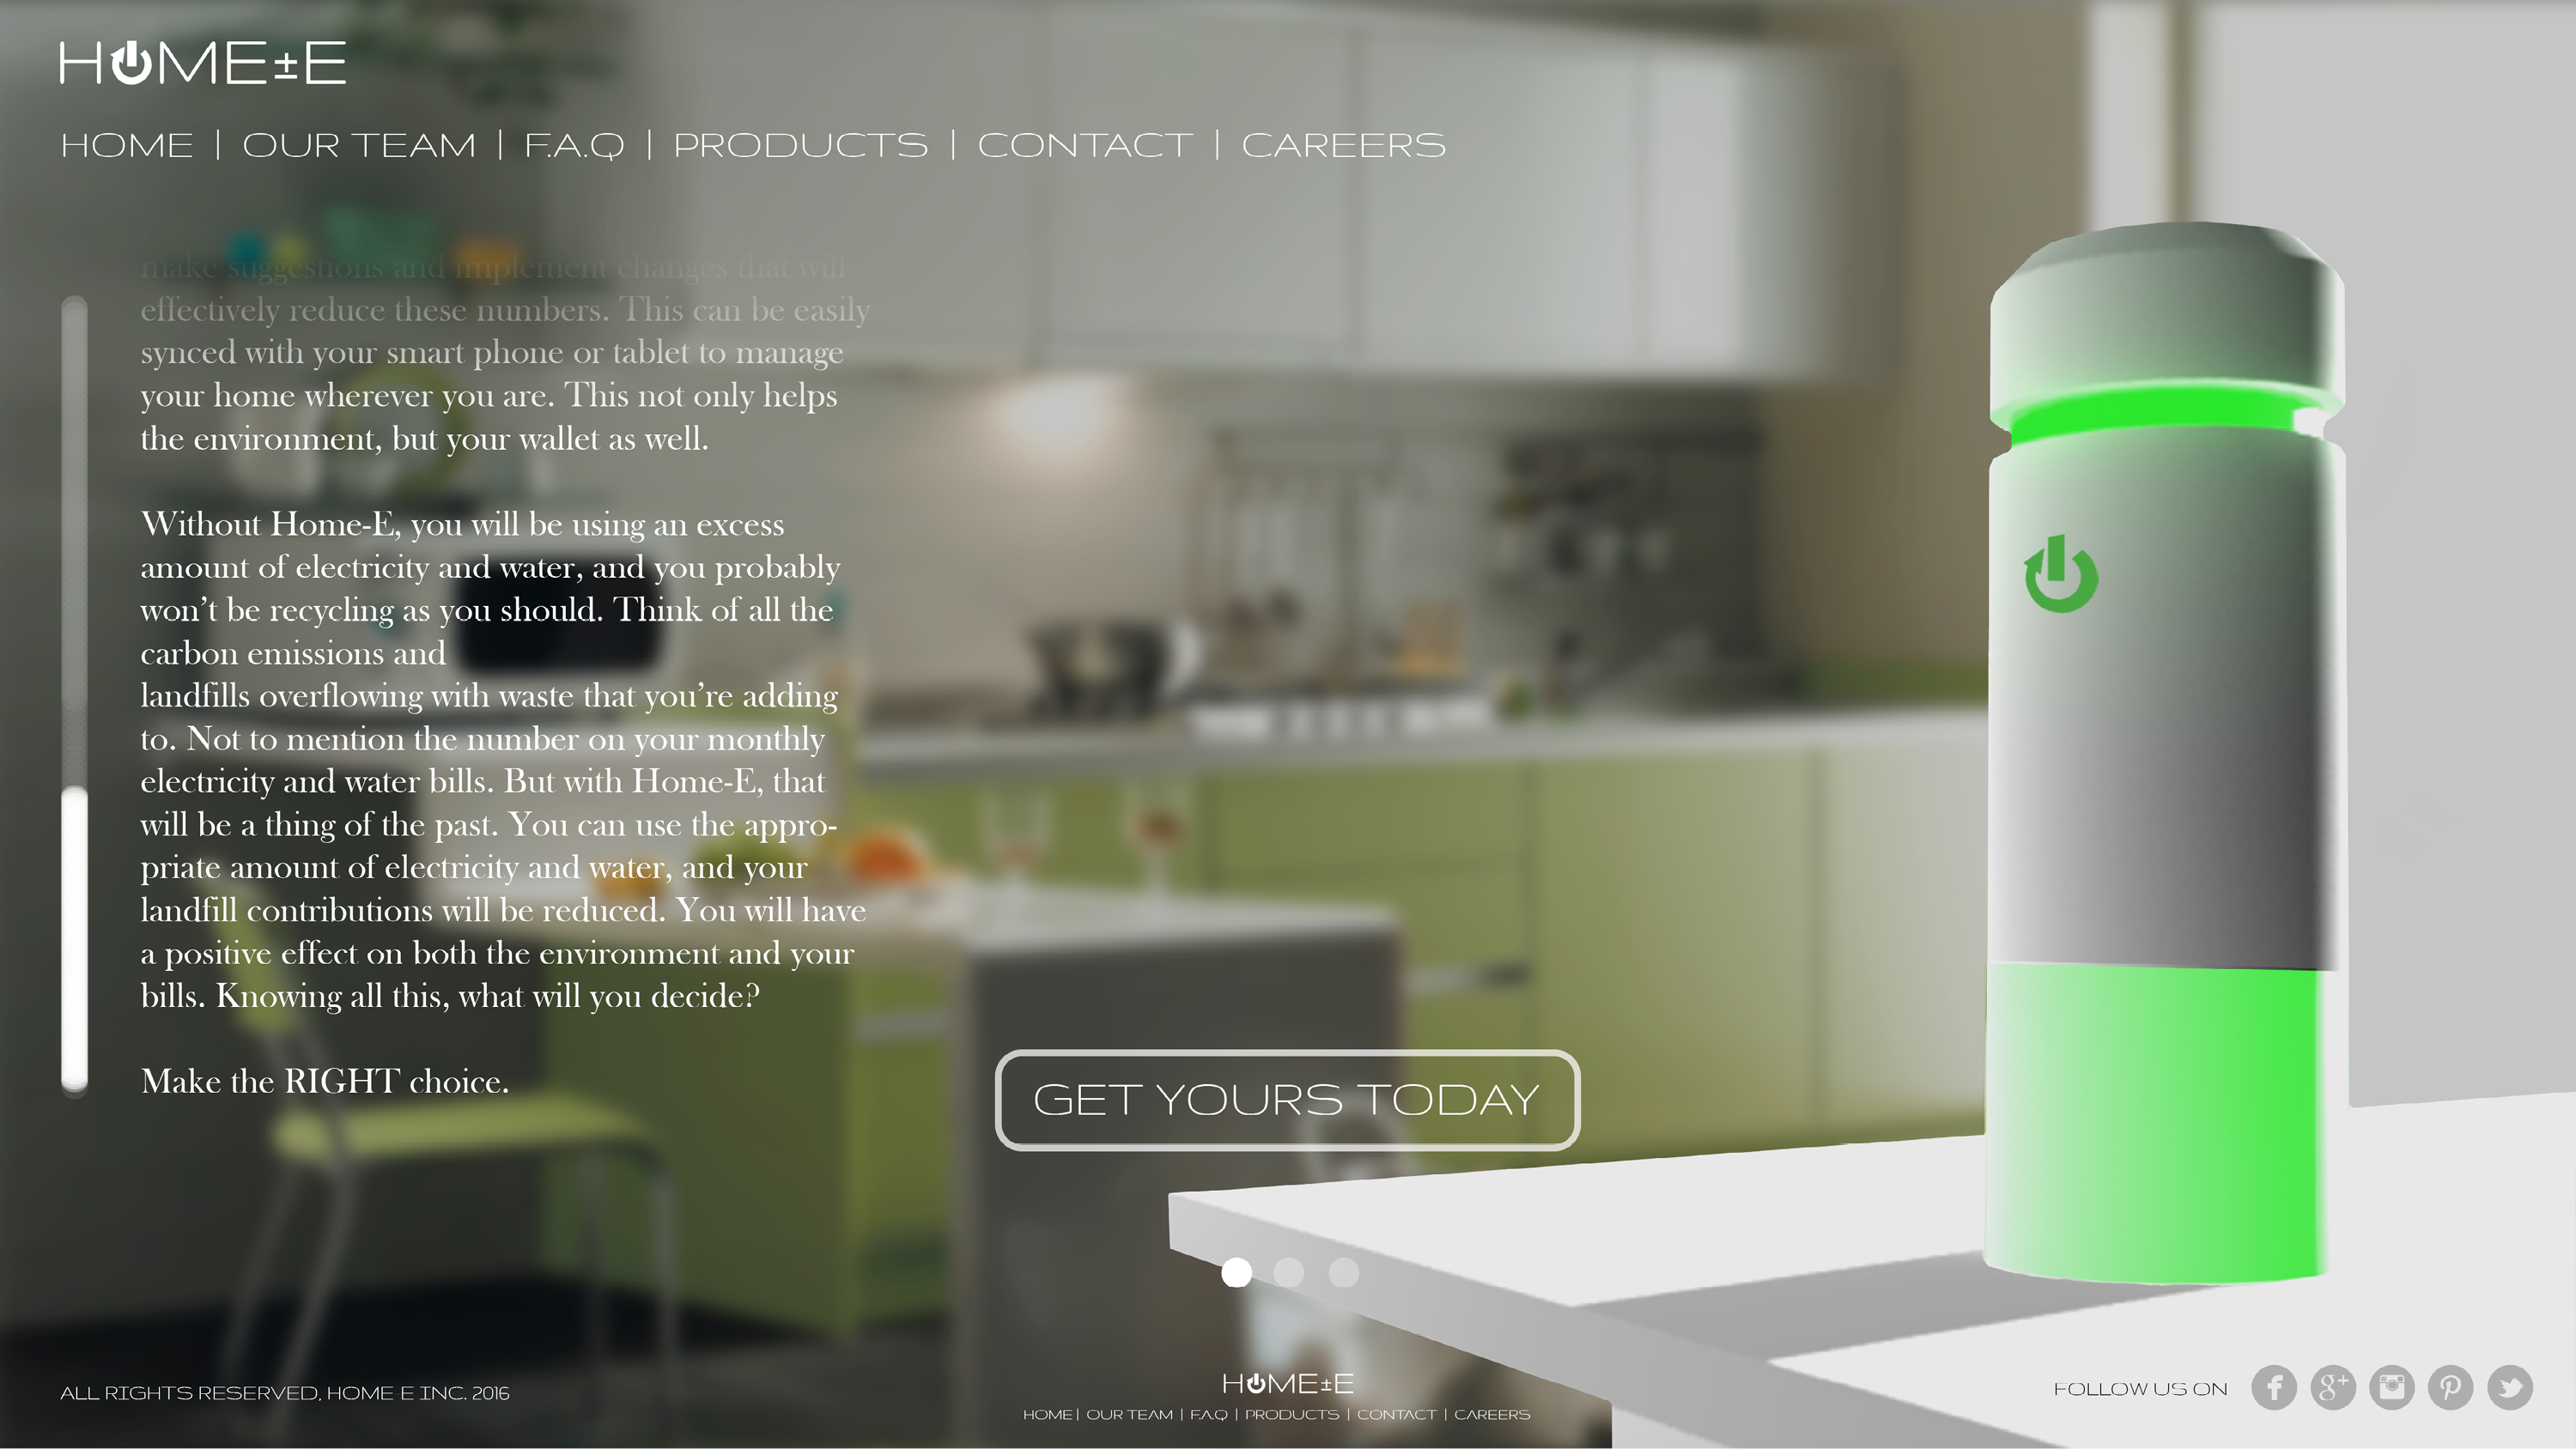 HOME±E
HOME | OUR TEAM | F.A.Q | PRODUCTS | CONTACT | CAREERS
make suggestions and implement changes that will
effectively reduce these numbers. This can be easily
synced with your smart phone or tablet to manage
your home wherever you are. This not only helps
the environment, but your wallet as well.
Without Home-E, you will be using an excess
amount of electricity and water, and you probably
won’t be recycling as you should. Think of all the
carbon emissions and
landfills overflowing with waste that you’re adding
to. Not to mention the number on your monthly
electricity and water bills. But with Home-E, that
will be a thing of the past. You can use the appro-
priate amount of electricity and water, and your
landfill contributions will be reduced. You will have
a positive effect on both the environment and your
bills. Knowing all this, what will you decide?
Make the RIGHT choice.
GET YOURS TODAY
ALL RIGHTS RESERVED, HOME-E INC. 2016
HOME±E
HOME | OUR TEAM | F.A.Q | PRODUCTS | CONTACT | CAREERS
FOLLOW US ON